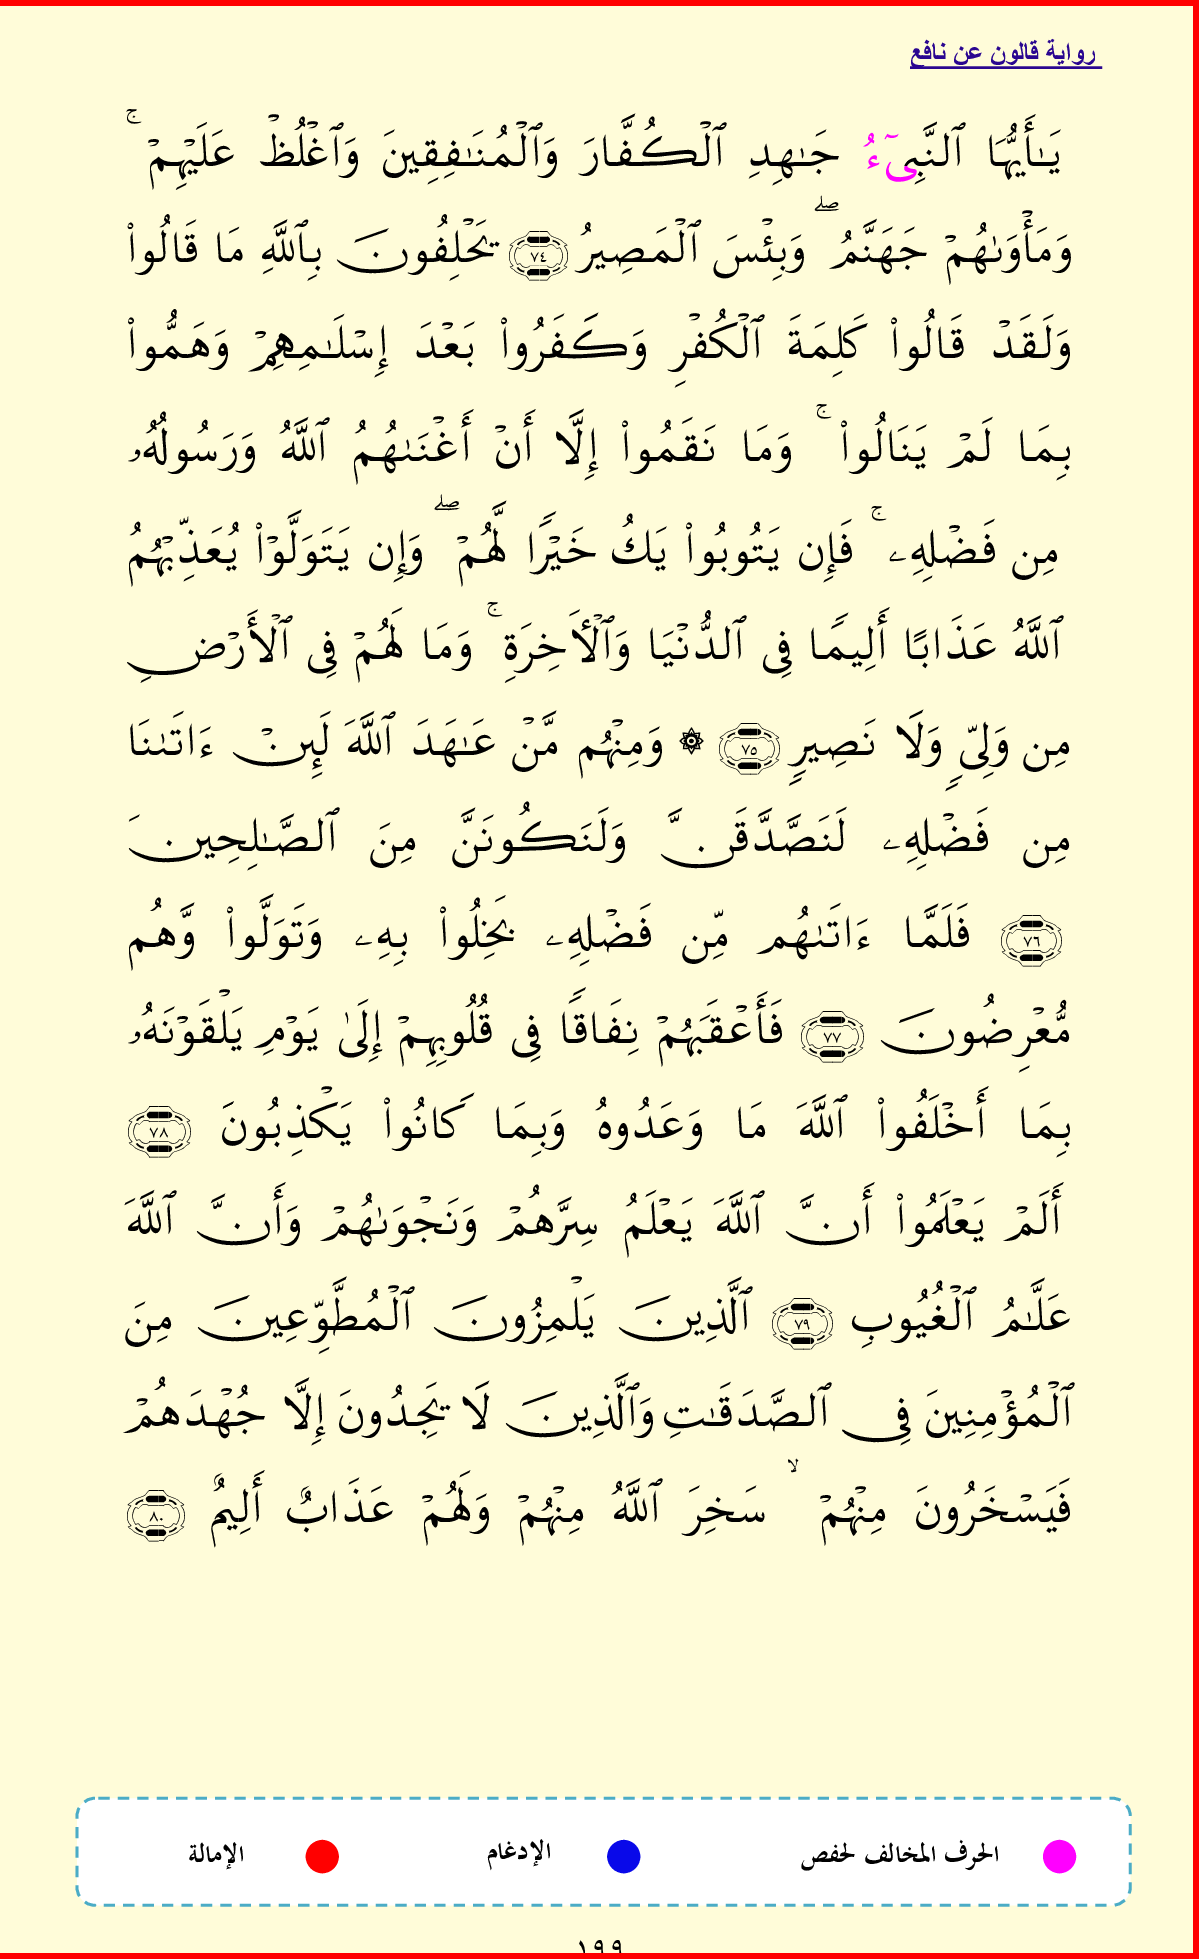 رواية قالون عن نافع
يَٰٓأَيُّهَا ٱلنَّبِىٓءُ جَٰهِدِ ٱلۡكُفَّارَ وَٱلۡمُنَٰفِقِينَ وَٱغۡلُظۡ عَلَيۡهِمۡ ۚ
وَمَأۡوَىٰهُمۡ جَهَنَّمُ ۖ وَبِئۡسَ ٱلۡمَصِيرُ ٧٤ يَحۡلِفُونَ بِٱللَّهِ مَا قَالُواْ
وَلَقَدۡ قَالُواْ كَلِمَةَ ٱلۡكُفۡرِ وَكَفَرُواْ بَعۡدَ إِسۡلَٰمِهِمۡ وَهَمُّواْ
بِمَا لَمۡ يَنَالُواْ ۚ وَمَا نَقَمُواْ إِلَّا أَنۡ أَغۡنَىٰهُمُ ٱللَّهُ وَرَسُولُهُۥ
مِن فَضۡلِهِۦ ۚ فَإِن يَتُوبُواْ يَكُ خَيۡرًا لَّهُمۡ ۖ وَإِن يَتَوَلَّوۡاْ يُعَذِّبۡهُمُ
ٱللَّهُ عَذَابًا أَلِيمًا فِى ٱلدُّنۡيَا وَٱلۡأٓخِرَةِ ۚ وَمَا لَهُمۡ فِى ٱلۡأَرۡضِ
مِن وَلِىٍّ وَلَا نَصِيرٍ ٧٥ ۞ وَمِنۡهُم مَّنۡ عَٰهَدَ ٱللَّهَ لَئِنۡ ءَاتَىٰنَا
مِن فَضۡلِهِۦ لَنَصَّدَّقَنَّ وَلَنَكُونَنَّ مِنَ ٱلصَّٰلِحِينَ
٧٦ فَلَمَّا ءَاتَىٰهُم مِّن فَضۡلِهِۦ بَخِلُواْ بِهِۦ وَتَوَلَّواْ وَّهُم
مُّعۡرِضُونَ ٧٧ فَأَعۡقَبَهُمۡ نِفَاقًا فِى قُلُوبِهِمۡ إِلَىٰ يَوۡمِ يَلۡقَوۡنَهُۥ
بِمَا أَخۡلَفُواْ ٱللَّهَ مَا وَعَدُوهُ وَبِمَا كَانُواْ يَكۡذِبُونَ ٧٨
أَلَمۡ يَعۡلَمُواْ أَنَّ ٱللَّهَ يَعۡلَمُ سِرَّهُمۡ وَنَجۡوَىٰهُمۡ وَأَنَّ ٱللَّهَ
عَلَّٰمُ ٱلۡغُيُوبِ ٧٩ ٱلَّذِينَ يَلۡمِزُونَ ٱلۡمُطَّوِّعِينَ مِنَ
ٱلۡمُؤۡمِنِينَ فِى ٱلصَّدَقَٰتِ وَٱلَّذِينَ لَا يَجِدُونَ إِلَّا جُهۡدَهُمۡ
فَيَسۡخَرُونَ مِنۡهُمۡ ۙ سَخِرَ ٱللَّهُ مِنۡهُمۡ وَلَهُمۡ عَذَابٌ أَلِيمٌ ٨٠
الحرف المخالف لحفص الإدغام الإمالة
١٩٩